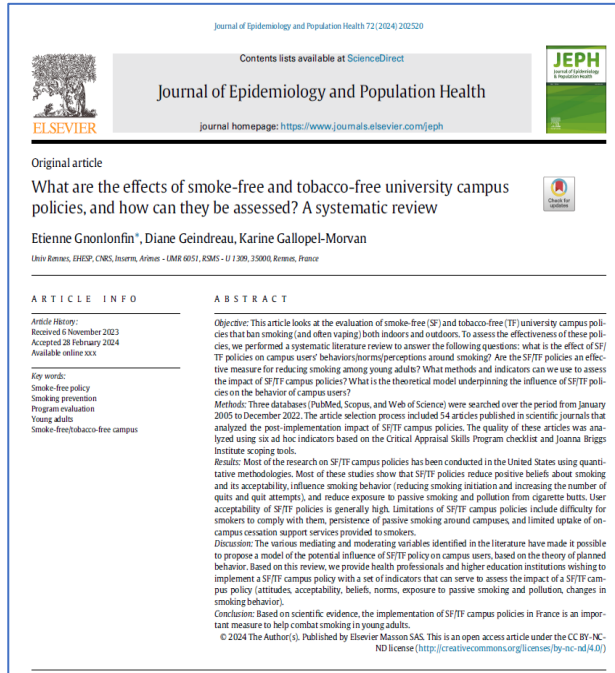 Journal of Epidemiology and Population Health 72 (2024) 202520
Contents lists available at ScienceDirect
Journal of Epidemiology and Population Health
journal homepage: https://www.journals.elsevier.com/jeph
ELSEVIER
JEPH
Journal of Epidemiology
& Population Health
Original article
What are the effects of smoke-free and tobacco-free university campus
policies, and how can they be assessed? A systematic review
Check for
updates
Etienne Gnonlonfin*, Diane Geindreau, Karine Gallopel-Morvan
Univ Rennes, EHESP, CNRS, Inserm, Arènes - UMR 6051, RSMS - U 1309, 35000, Rennes, France
ARTICLE INFO
Article History:
Received 6 November 2023
Accepted 28 February 2024
Available online xxx
Key words:
Smoke-free policy
Smoking prevention
Program evaluation
Young adults
Smoke-free/tobacco-free campus
ABSTRACT
Objective: This article looks at the evaluation of smoke-free (SF) and tobacco-free (TF) university campus poli-
cies that ban smoking (and often vaping) both indoors and outdoors. To assess the effectiveness of these poli-
cies, we performed a systematic literature review to answer the following questions: what is the effect of SF/
TF policies on campus users' behaviors/norms/perceptions around smoking? Are the SF/TF policies an effec-
tive measure for reducing smoking among young adults? What methods and indicators can we use to assess
the impact of SF/TF campus policies? What is the theoretical model underpinning the influence of SF/TF poli-
cies on the behavior of campus users?
Methods: Three databases (PubMed, Scopus, and Web of Science) were searched over the period from January
2005 to December 2022. The article selection process included 54 articles published in scientific journals that
analyzed the post-implementation impact of SF/TF campus policies. The quality of these articles was ana-
lyzed using six ad hoc indicators based on the Critical Appraisal Skills Program checklist and Joanna Briggs
Institute scoping tools.
Results: Most of the research on SF/TF campus policies has been conducted in the United States using quanti-
tative methodologies. Most of these studies show that SF/TF policies reduce positive beliefs about smoking
and its acceptability, influence smoking behavior (reducing smoking initiation and increasing the number of
quits and quit attempts), and reduce exposure to passive smoking and pollution from cigarette butts. User
acceptability of SF/TF policies is generally high. Limitations of SF/TF campus policies include difficulty for
smokers to comply with them, persistence of passive smoking around campuses, and limited uptake of on-
campus cessation support services provided to smokers.
Discussion: The various mediating and moderating variables identified in the literature have made it possible
to propose a model of the potential influence of SF/TF policy on campus users, based on the theory of planned
behavior. Based on this review, we provide health professionals and higher education institutions wishing to
implement a SF/TF campus policy with a set of indicators that can serve to assess the impact of a SF/TF cam-
pus policy (attitudes, acceptability, beliefs, norms, exposure to passive smoking and pollution, changes in
smoking behavior).
Conclusion: Based on scientific evidence, the implementation of SF/TF campus policies in France is an impor-
tant measure to help combat smoking in young adults.
© 2024 The Author(s). Published by Elsevier Masson SAS. This is an open access article under the CC BY-NC-
ND license (http://creativecommons.org/licenses/by-nc-nd/4.0/)